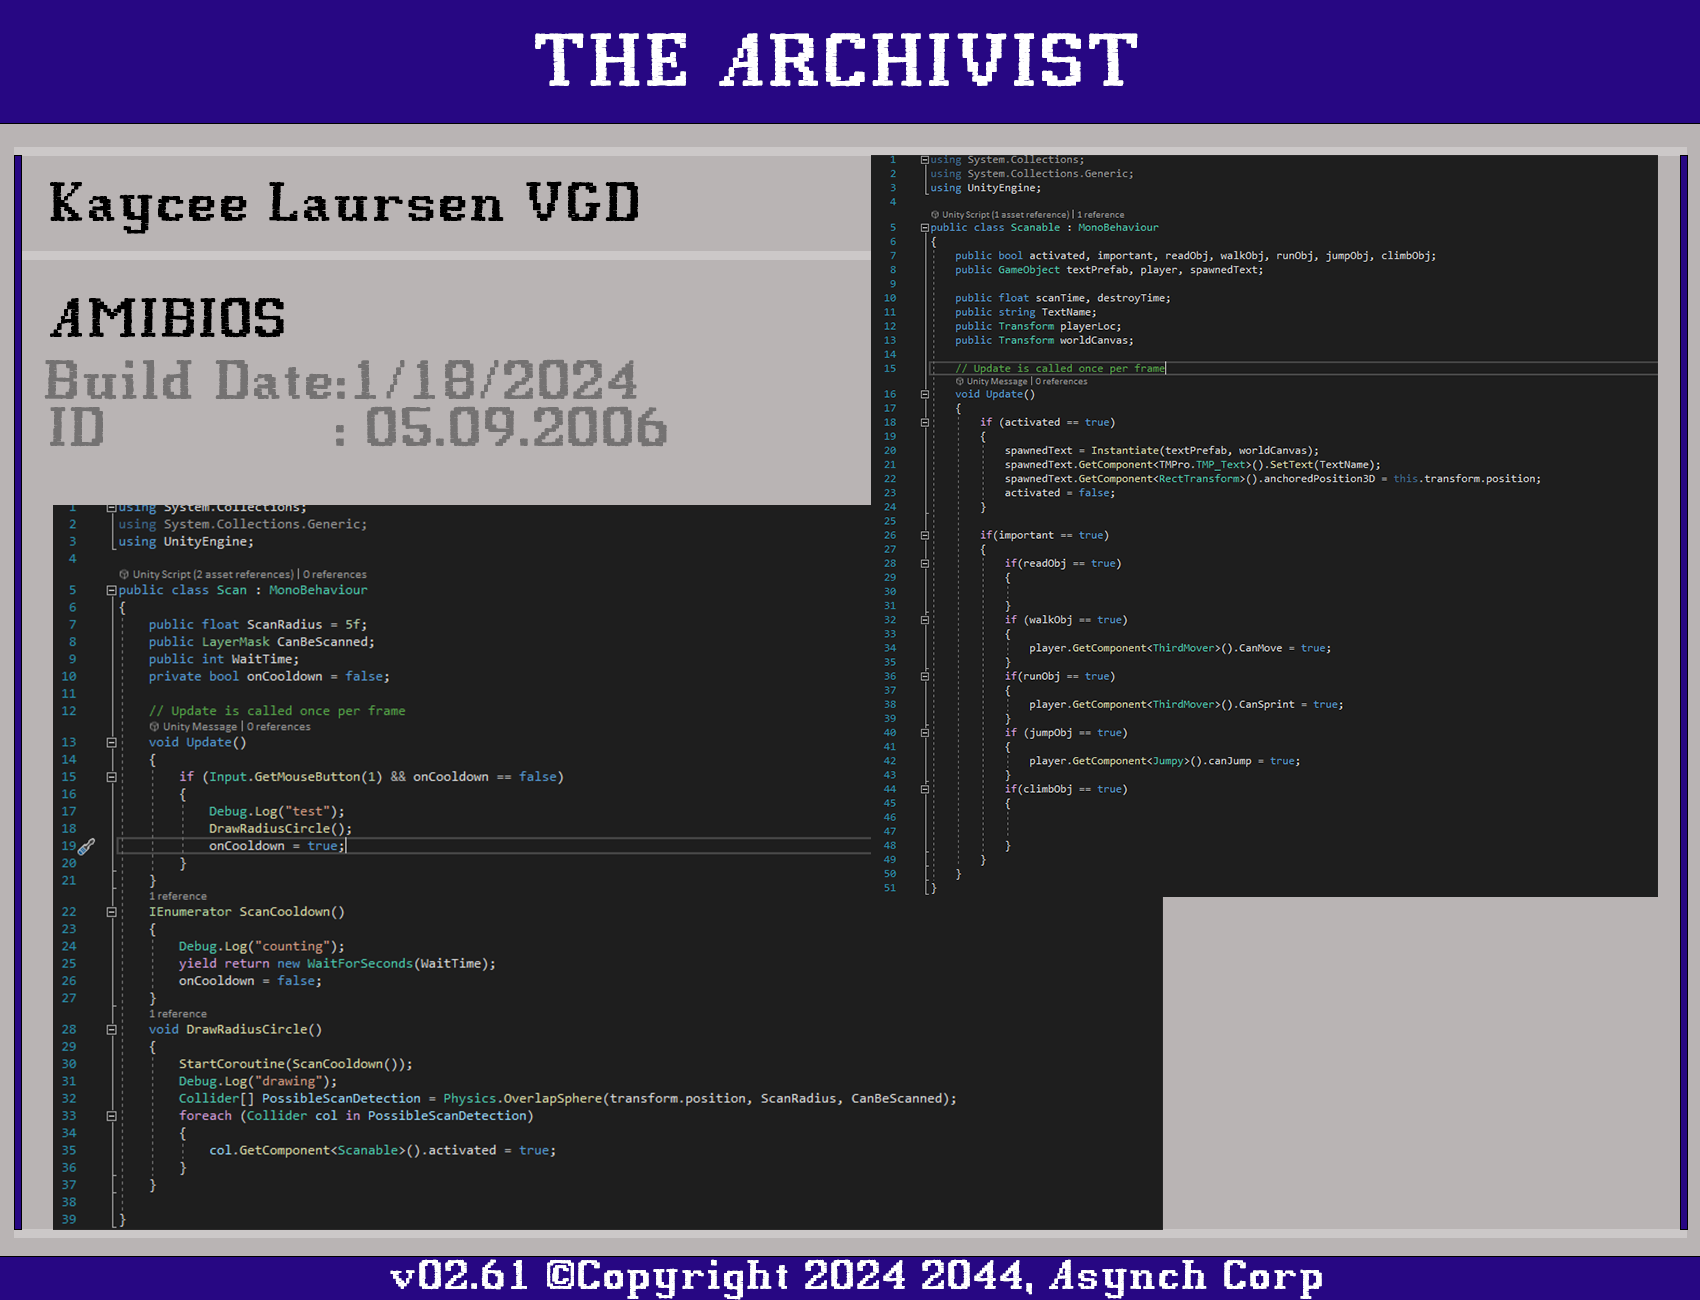 THE ARCHIVIST
Kaycee Laursen VGD
AMIBIOS
Build Date:1/18/2024
ID : 05.09.2006
1 using System.Collections;
2 using System.Collections.Generic;
3 using UnityEngine;
4
Unity Script (2 asset references) | 0 references
5 public class Scan : MonoBehaviour
6 {
7 public float ScanRadius = 5f;
8 public LayerMask CanBeScanned;
9 public int WaitTime;
10 private bool onCooldown = false;
11
12 // Update is called once per frame
Unity Message | 0 references
13 void Update()
14 {
15 if (Input.GetMouseButton(1) && onCooldown == false)
16 {
17 Debug.Log("test");
18 DrawRadiusCircle();
19 onCooldown = true;
20 }
21 }
1 reference
22 IEnumerator ScanCooldown()
23 {
24 Debug.Log("counting");
25 yield return new WaitForSeconds(WaitTime);
26 onCooldown = false;
27 }
1 reference
28 void DrawRadiusCircle()
29 {
30 StartCoroutine(ScanCooldown());
31 Debug.Log("drawing");
32 Collider[] PossibleScanDetection = Physics.OverlapSphere(transform.position, ScanRadius, CanBeScanned);
33 foreach (Collider col in PossibleScanDetection)
34 {
35 col.GetComponent<Scanable>().activated = true;
36 }
37 }
38
39 }
1 using System.Collections;
2 using System.Collections.Generic;
3 using UnityEngine;
4
Unity Script (1 asset reference) | 1 reference
5 public class Scanable : MonoBehaviour
6 {
7 public bool activated, important, readObj, walkObj, runObj, jumpObj, climbObj;
8 public GameObject textPrefab, player, spawnedText;
9
10 public float scanTime, destroyTime;
11 public string TextName;
12 public Transform playerLoc;
13 public Transform worldCanvas;
14
15 // Update is called once per frame
Unity Message | 0 references
16 void Update()
17 {
18 if (activated == true)
19 {
20 spawnedText = Instantiate(textPrefab, worldCanvas);
21 spawnedText.GetComponent<TMPro.TMP_Text>().SetText(TextName);
22 spawnedText.GetComponent<RectTransform>().anchoredPosition3D = this.transform.position;
23 activated = false;
24 }
25
26 if(important == true)
27 {
28 if(readObj == true)
29 {
30
31 }
32 if (walkObj == true)
33 {
34 player.GetComponent<ThirdMover>().CanMove = true;
35 }
36 if(runObj == true)
37 {
38 player.GetComponent<ThirdMover>().CanSprint = true;
39 }
40 if (jumpObj == true)
41 {
42 player.GetComponent<Jumpy>().canJump = true;
43 }
44 if(climbObj == true)
45 {
46
47
48 }
49 }
50 }
51 }
v02.61 ©Copyright 2024 2044, Asynch Corp